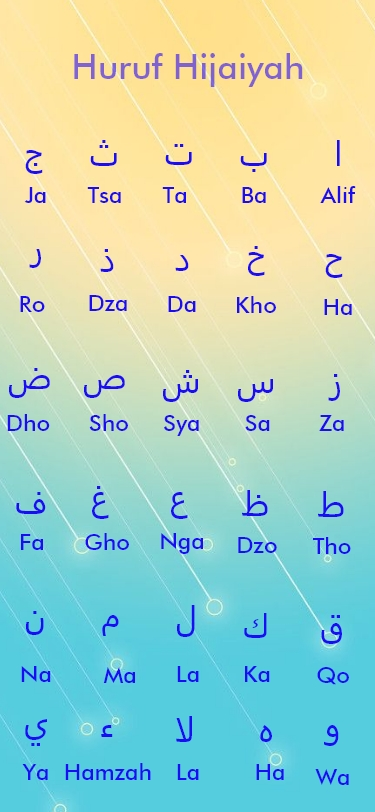 Huruf Hijaiyah
ا ب ت ث ج
Alif Ba Ta Tsa Ja
ح خ د ذ ر
Ha Kho Da Dza Ro
ز س ش ص ض
Za Sa Sya Sho Dho
ط ظ ع غ ف
Tho Dzo Nga Gho Fa
ق ك ل م ن
Qo Ka La Ma Na
و ه لا ء ي
Wa Ha La Hamzah Ya